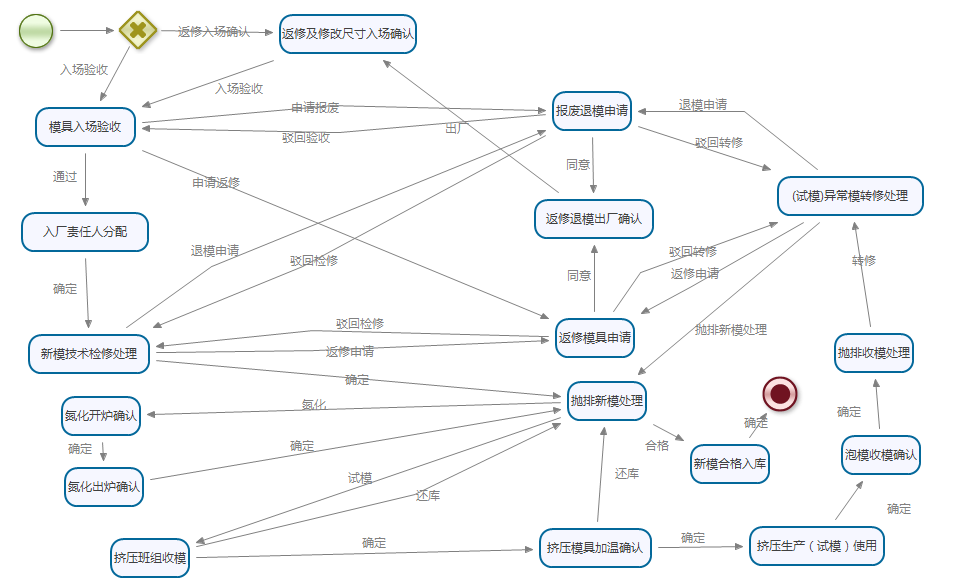 返修入场确认
返修及修改尺寸入场确认
入场验收
入场验收
申请报废
报废退模申请
退模申请
模具入场验收
驳回验收
出厂
驳回转修
通过
申请返修
同意
(试模)异常模转修处理
入厂责任人分配
返修退模出厂确认
退模申请
驳回检修
驳回转修
转修
确定
同意
返修申请
驳回检修
返修模具申请
抛排新模处理
新模技术检修处理
返修申请
抛排收模处理
确定
氮化
抛排新模处理
氮化开炉确认
确定
确定
确定
确定
合格
泡模收模确认
氮化出炉确认
试模
还库
新模合格入库
还库
确定
挤压班组收模
确定
挤压模具加温确认
确定
挤压生产（试模）使用